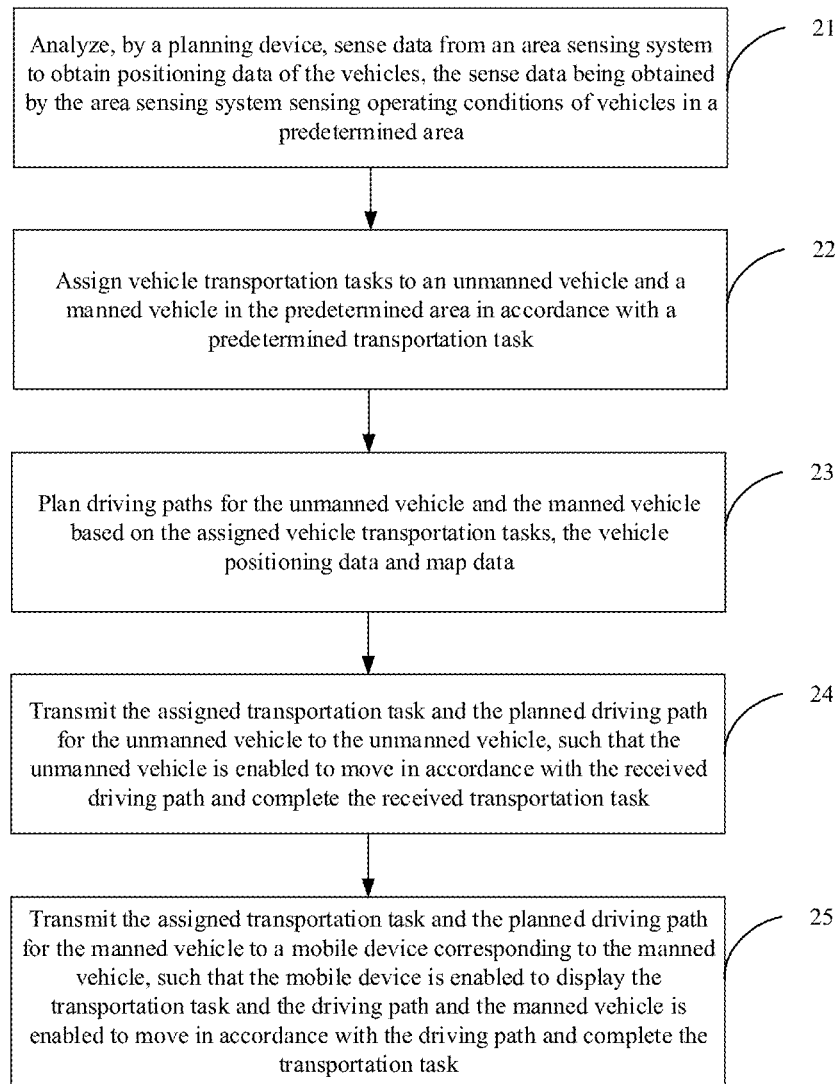 Analyze, by a planning device, sense data from an area sensing system
to obtain positioning data of the vehicles, the sense data being obtained
by the area sensing system sensing operating conditions of vehicles in a
predetermined area
21
Assign vehicle transportation tasks to an unmanned vehicle and a
manned vehicle in the predetermined area in accordance with a
predetermined transportation task
22
Plan driving paths for the unmanned vehicle and the manned vehicle
based on the assigned vehicle transportation tasks, the vehicle
positioning data and map data
23
Transmit the assigned transportation task and the planned driving path
for the unmanned vehicle to the unmanned vehicle, such that the
unmanned vehicle is enabled to move in accordance with the received
driving path and complete the received transportation task
24
Transmit the assigned transportation task and the planned driving path
for the manned vehicle to a mobile device corresponding to the manned
vehicle, such that the mobile device is enabled to display the
transportation task and the driving path and the manned vehicle is
enabled to move in accordance with the driving path and complete the
transportation task
25